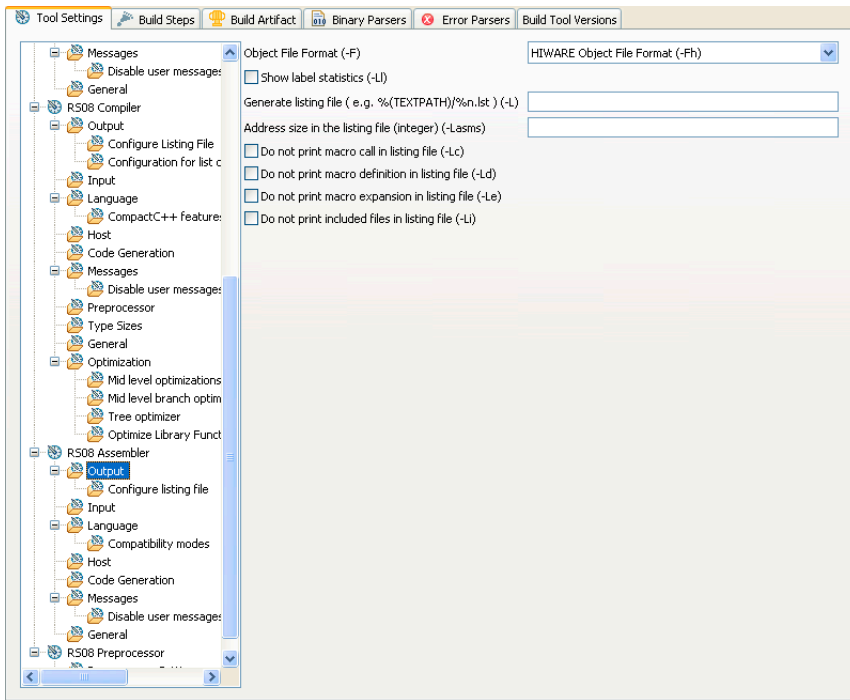 Tool Settings Build Steps Build Artifact Binary Parsers Error Parsers Build Tool Versions
Messages
Disable user messages
General
RS08 Compiler
Output
Configure Listing File
Configuration for list
Input
Language
CompactC++
Host
Code Generation
Messages
Disable user messages
Preprocessor
Type Sizes
General
Optimization
Mid level optimizations
Mid level branch optim
Tree optimizer
Optimize Library Funct
RS08 Assembler
Output
Configure listing file
Input
Language
Compatibility modes
Host
Code Generation
Messages
Disable user messages
General
RS08 Preprocessor
Object File Format (-F) HIWARE Object File Format (-Fh)
Show label statistics (-Ll)
Generate listing file ( e.g. %(TEXTPATH)/%n.lst ) (-L)
Address size in the listing file (integer) (-Lasms)
Do not print macro call in listing file (-Lc)
Do not print macro definition in listing file (-Ld)
Do not print macro expansion in listing file (-Le)
Do not print included files in listing file (-Li)